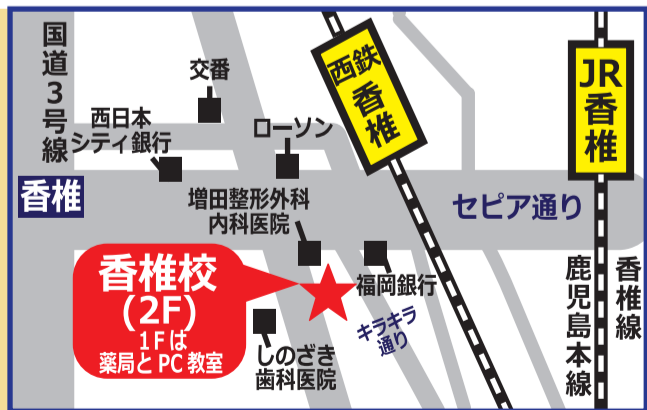 国道3号線
交番
西日本
シティ銀行
ローソン
西鉄
香椎
JR
香椎
香椎
増田整形外科
内科医院
セピア通り
香椎校
(2F)
1Fは
薬局とPC教室
福岡銀行
キラキラ
通り
しのざき
歯科医院
鹿児島本線
香椎線